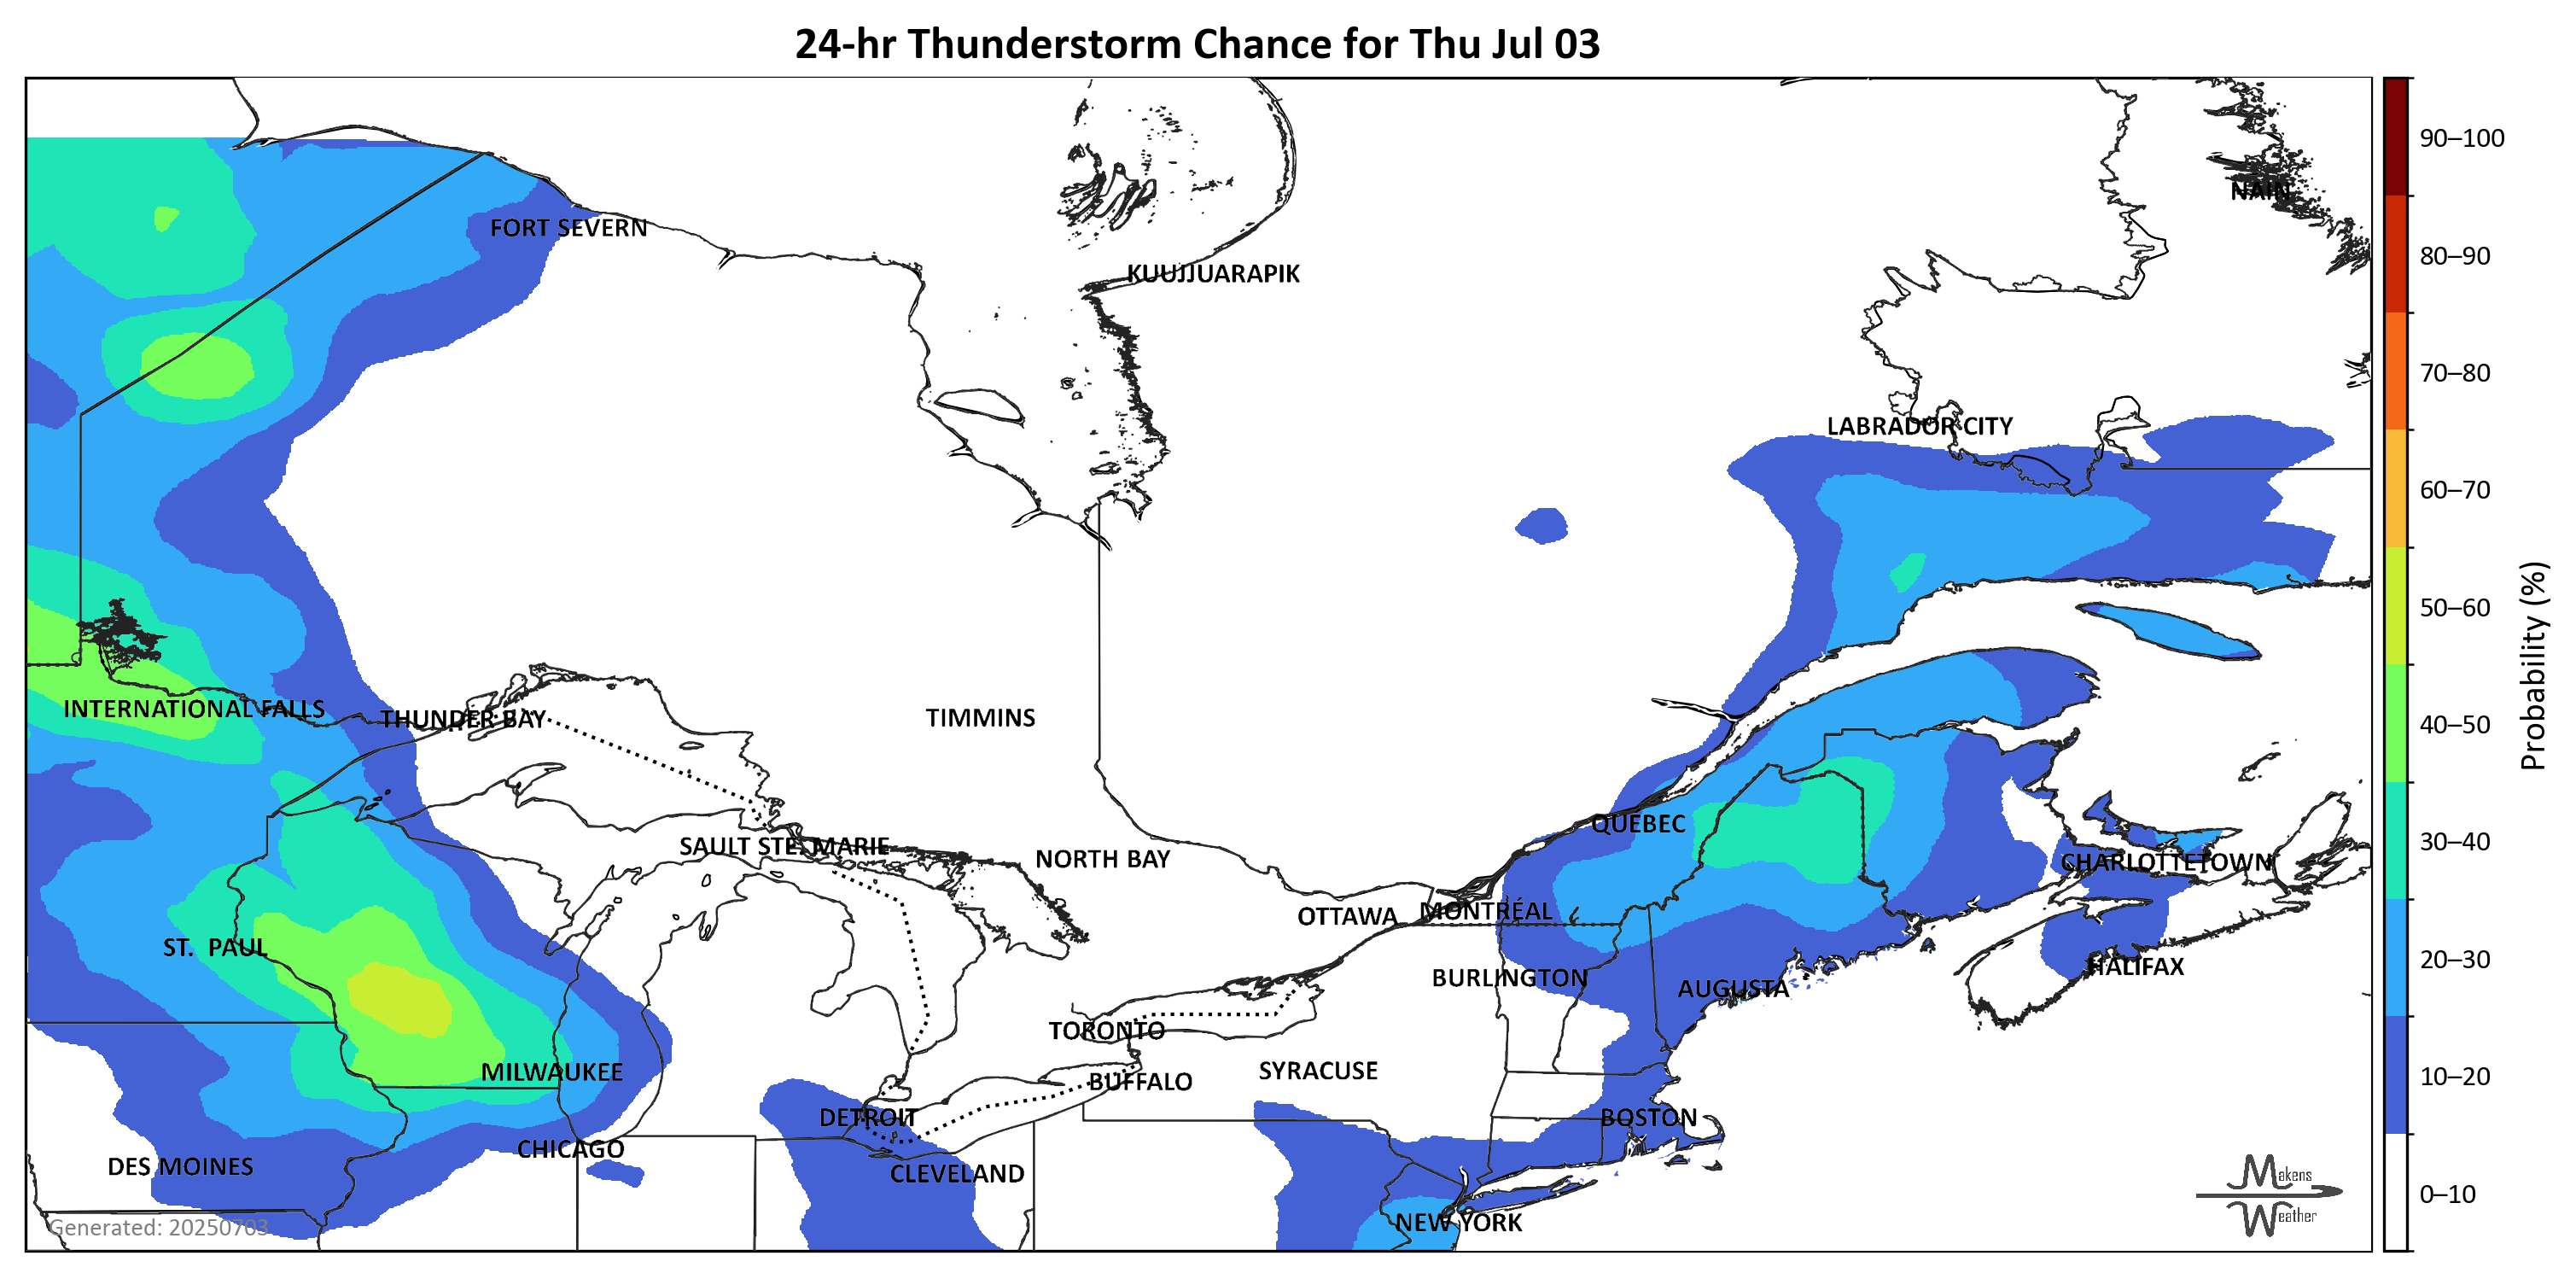 24-hr Thunderstorm Chance for Thu Jul 03
90–100
NAIN
FORT SEVERN
80–90
KUUJJUARAPIK
70–80
LABRADOR CITY
60–70
50–60
Probability (%)
INTERNATIONAL FALLS
THUNDER BAY
TIMMINS
40–50
QUEBEC
30–40
SAULT STE. MARIE
NORTH BAY
CHARLOTTETOWN
OTTAWA
MONTRÉAL
ST. PAUL
20–30
HALIFAX
BURLINGTON
AUGUSTA
TORONTO
MILWAUKEE
SYRACUSE
BUFFALO
10–20
DETROIT
BOSTON
CHICAGO
DES MOINES
CLEVELAND
Makens
Weather
0–10
NEW YORK
Generated: 20250703